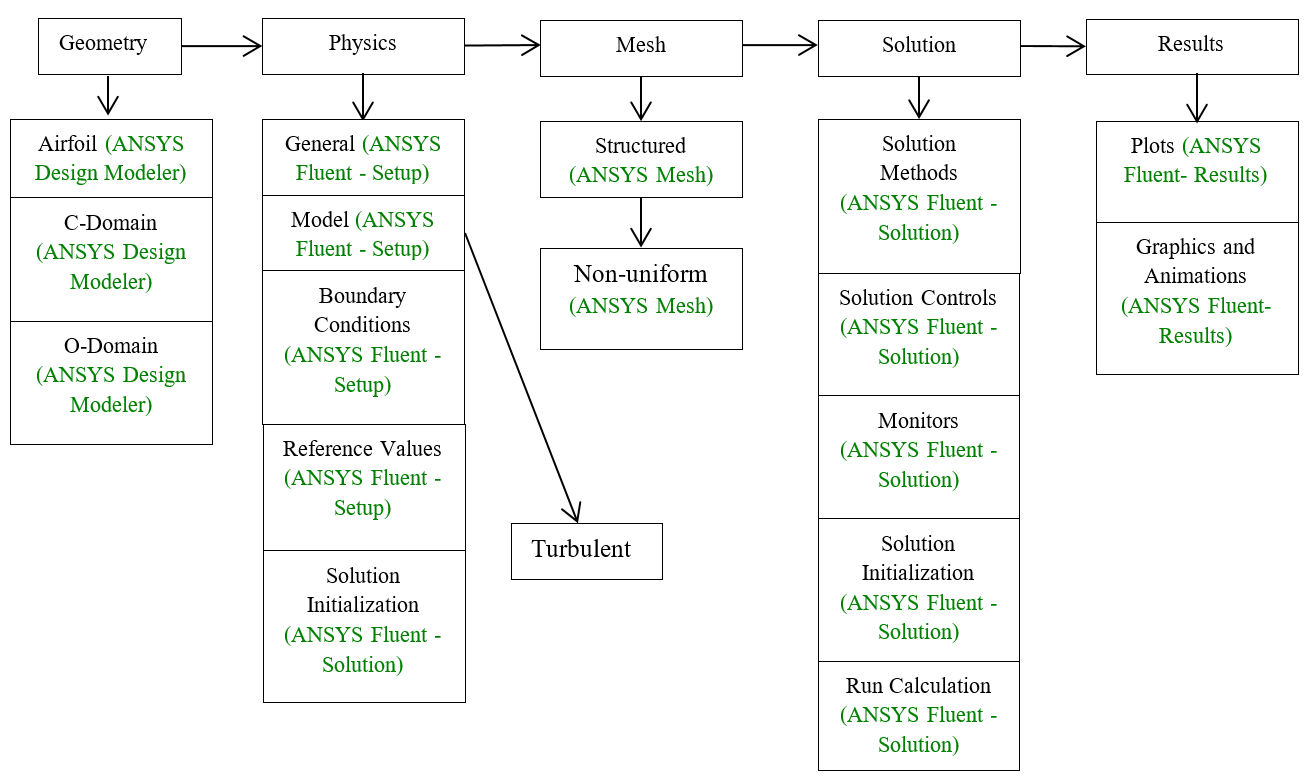 Geometry
Physics
Mesh
Solution
Results
Airfoil (ANSYS
Design Modeler)
C-Domain
(ANSYS Design
Modeler)
O-Domain
(ANSYS Design
Modeler)
General (ANSYS
Fluent - Setup)
Model (ANSYS
Fluent - Setup)
Boundary
Conditions
(ANSYS Fluent -
Setup)
Reference Values
(ANSYS Fluent -
Setup)
Solution
Initialization
(ANSYS Fluent -
Solution)
Turbulent
Structured
(ANSYS Mesh)
Non-uniform
(ANSYS Mesh)
Solution
Methods
(ANSYS Fluent -
Solution)
Solution Controls
(ANSYS Fluent -
Solution)
Monitors
(ANSYS Fluent -
Solution)
Solution
Initialization
(ANSYS Fluent -
Solution)
Run Calculation
(ANSYS Fluent -
Solution)
Plots (ANSYS
Fluent- Results)
Graphics and
Animations
(ANSYS Fluent-
Results)